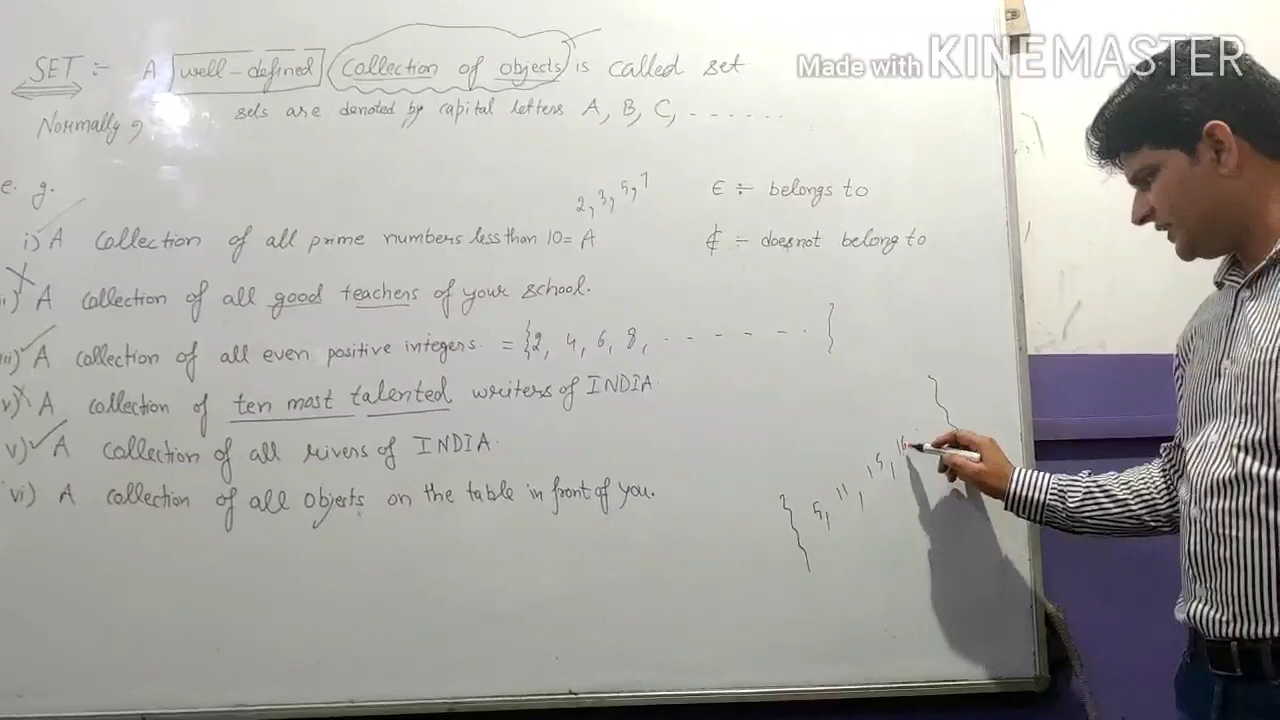 Made with KINEMASTER
SET :- A well-defined collection of objects is called set
Normally, sets are denoted by capital letters A, B, C, - - - - - -
e. g.
2, 3, 5, 7
∈ ÷ belongs to
i) A collection of all prime numbers less than 10 = A
∉ ÷ doesnot belong to
ii) A collection of all good teachers of your school.
iii) A collection of all even positive integers. = {2, 4, 6, 8, - - - - - - - }
v) A collection of ten most talented writers of INDIA.
v) A collection of all rivers of INDIA.
vi) A collection of all Objects on the table in front of you.
{ 5, 11, 15, 16 }